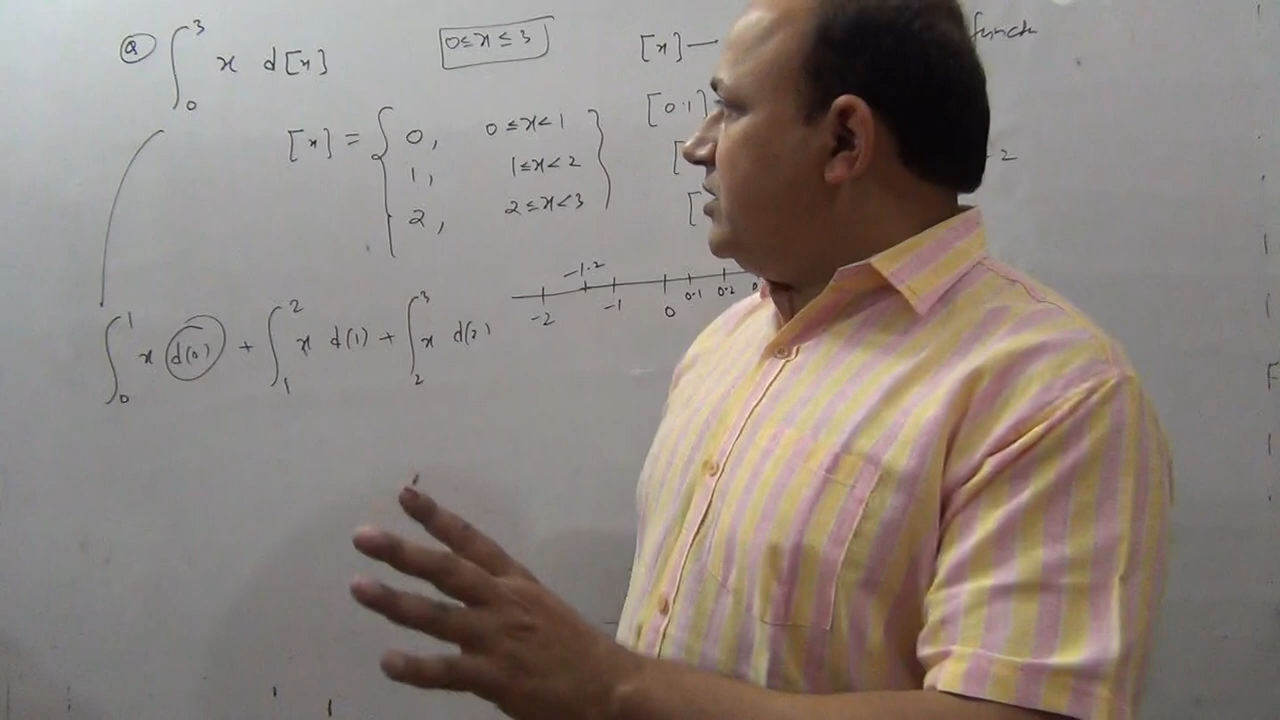 Q ∫₀³ x d[x]
0≤x≤3
[x] = { 0, 0≤x<1
1, 1≤x<2
2, 2≤x<3 }
∫₀¹ x d(0) + ∫₁² x d(1) + ∫₂³ x d(2)
[x] — funct
[0.1]
-2
-1.2
-2 -1 0 0.1 0.2